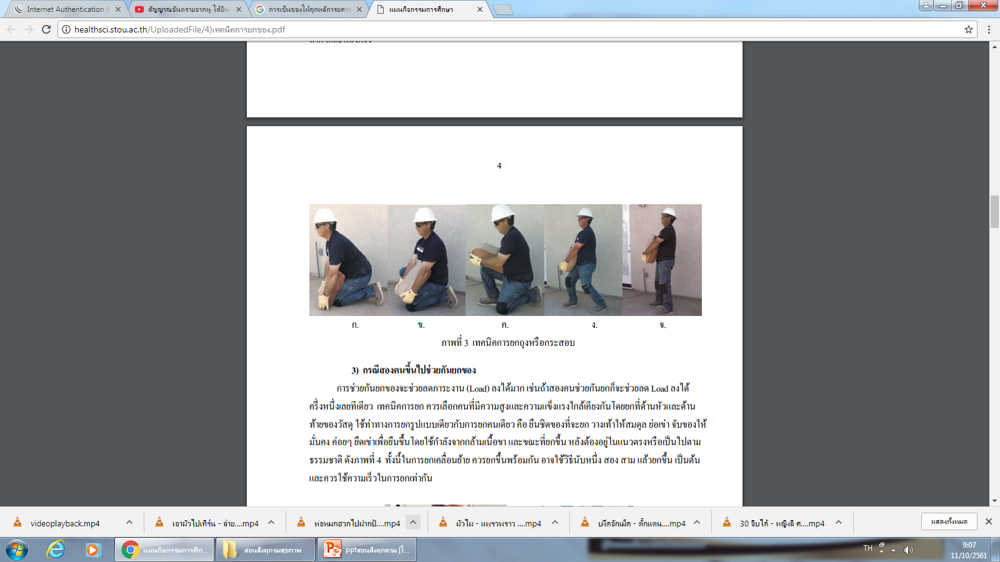 Internet Authentication b
สัญญาณอันตรายจากหู ได้ยินเ
การเข็นของให้ถูกหลักการยศาส
แผนกิจกรรมการศึกษา
healthsci.stou.ac.th/UploadedFile/4)เทคนิคการยกของ.pdf
4
ก. ข. ค. ง. จ.
ภาพที่ 3 เทคนิคการยกถุงหรือกระสอบ
3) กรณีสองคนขึ้นไปช่วยกันยกของ
การช่วยกันยกของจะช่วยลดภาระงาน (Load) ลงได้มาก เช่นถ้าสองคนช่วยกันยกก็จะช่วยลด Load ลงได้
ครึ่งหนึ่งเลยทีเดียว เทคนิคการยก ควรเลือกคนที่มีความสูงและความแข็งแรงใกล้เคียงกันโดยยกที่ด้านหัวและด้าน
ท้ายของวัสดุ ใช้ท่าทางการยกรูปแบบเดียวกับการยกคนเดียว คือ ยืนชิดของที่จะยก วางเท้าให้สมดุล ย่อเข่า จับของให้
มั่นคง ค่อยๆ ยืดเข่าเพื่อยืนขึ้นโดยใช้กำลังจากกล้ามเนื้อขา และขณะที่ยกขึ้น หลังต้องอยู่ในแนวตรงหรือเป็นไปตาม
ธรรมชาติ ดังภาพที่ 4 ทั้งนี้ในการยกเคลื่อนย้าย ควรยกขึ้นพร้อมกัน อาจใช้วิธีนับหนึ่ง สอง สาม แล้วยกขึ้น เป็นต้น
และควรใช้ความเร็วในการยกเท่ากัน
videoplayback.mp4
เอาผัวไปเทิร์น - ลำย....mp4
ห่อหมกฮวกไปฝากป้....mp4
ผัวไผ - แพรวพราว ....mp4
ปงึดจักเม็ด - ตั๊กแตน....mp4
30 จิบได้ - หญิงลิ ศ....mp4
แสดงทั้งหมด
แผนกิจกรรมการศึก...
สอนสิ่งคุกรมสุขภาพ
pptสอนสิ่งคุกคาม [โ...
TH
9:07
11/10/2561